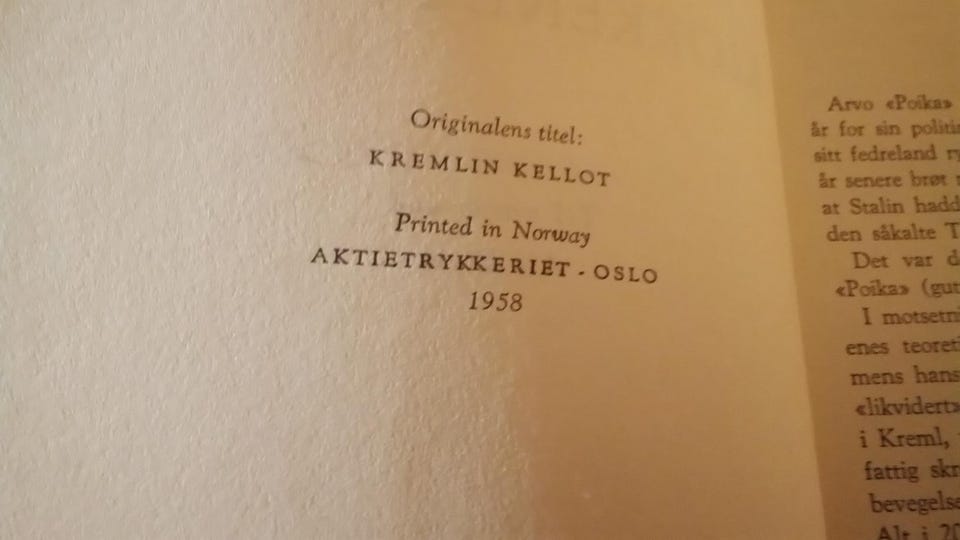 Originalens titel:
KREMLIN KELLOT
Printed in Norway
AKTIETRYKKERIET - OSLO
1958
Arvo «Poika»
år for sin
sitt fedreland
år senere brøt
at Stalin
den såkalte
Det var
«Poika»
I
enes
mens
«likvidert»
i Kreml,
fattig
Alt i